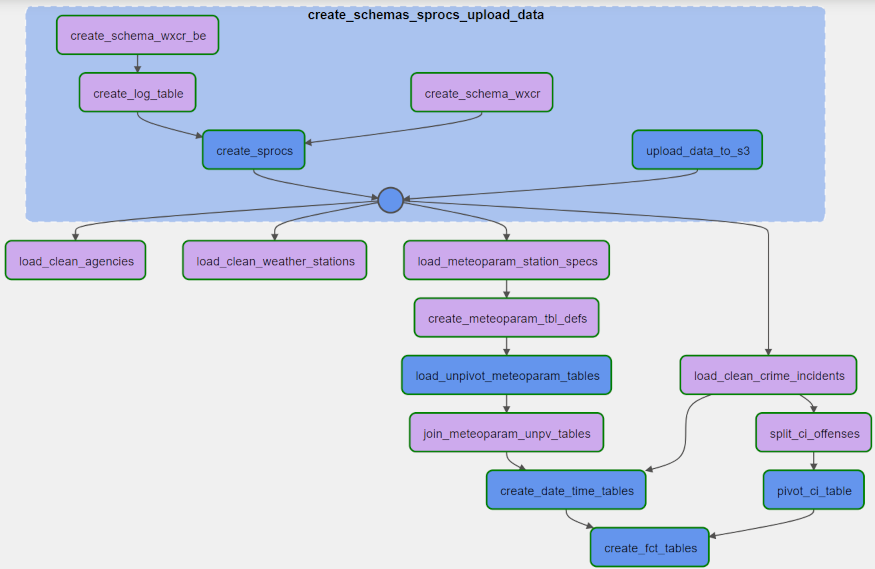 create_schemas_sprocs_upload_data
create_schema_wxcr_be
create_log_table
create_schema_wxcr
create_sprocs
upload_data_to_s3
load_clean_agencies
load_clean_weather_stations
load_meteoparam_station_specs
create_meteoparam_tbl_defs
load_unpivot_meteoparam_tables
load_clean_crime_incidents
join_meteoparam_unpv_tables
split_ci_offenses
create_date_time_tables
pivot_ci_table
create_fct_tables